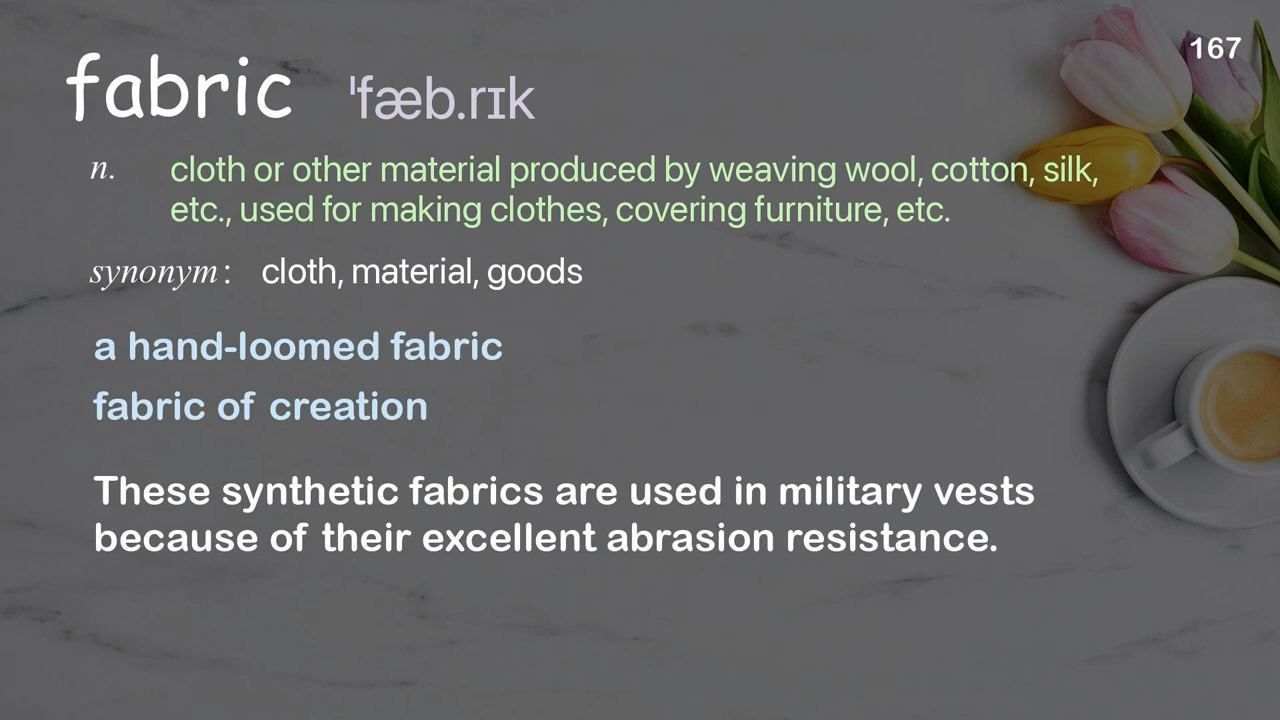 167
fabric ˈfæb.rɪk
n. cloth or other material produced by weaving wool, cotton, silk,
etc., used for making clothes, covering furniture, etc.
synonym: cloth, material, goods
a hand-loomed fabric
fabric of creation
These synthetic fabrics are used in military vests
because of their excellent abrasion resistance.